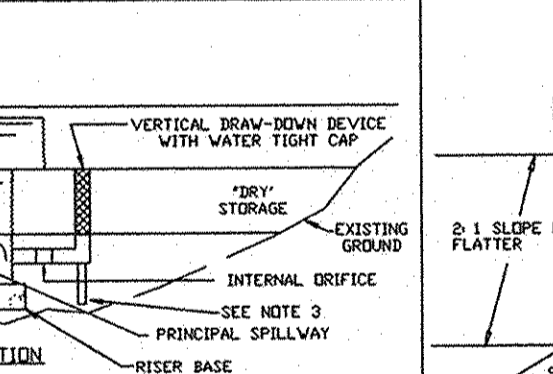 VERTICAL DRAW-DOWN DEVICE
WITH WATER TIGHT CAP
"DRY"
STORAGE
EXISTING
GROUND
2:1 SLOPE
FLATTER
INTERNAL ORIFICE
SEE NOTE 3
PRINCIPAL SPILLWAY
TION
RISER BASE